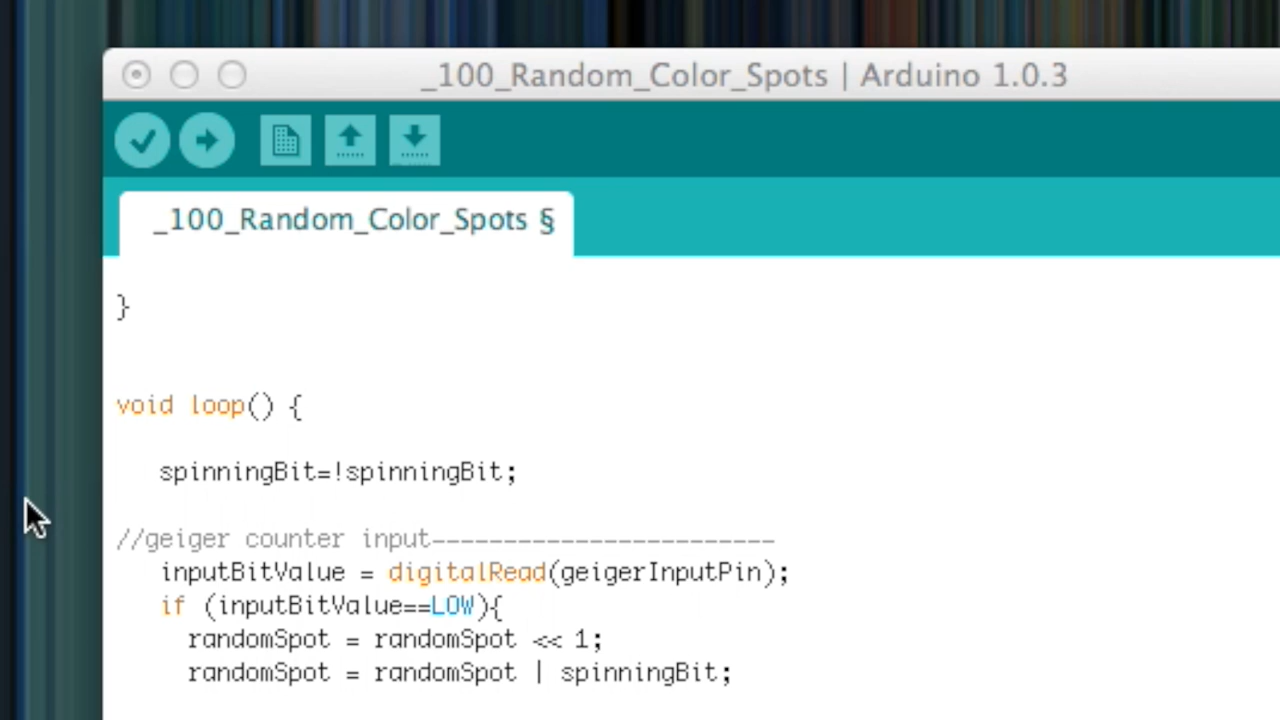 _100_Random_Color_Spots | Arduino 1.0.3
_100_Random_Color_Spots §
}
void loop() {
spinningBit=!spinningBit;
//geiger counter input------------------------
inputBitValue = digitalRead(geigerInputPin);
if (inputBitValue==LOW){
randomSpot = randomSpot << 1;
randomSpot = randomSpot | spinningBit;